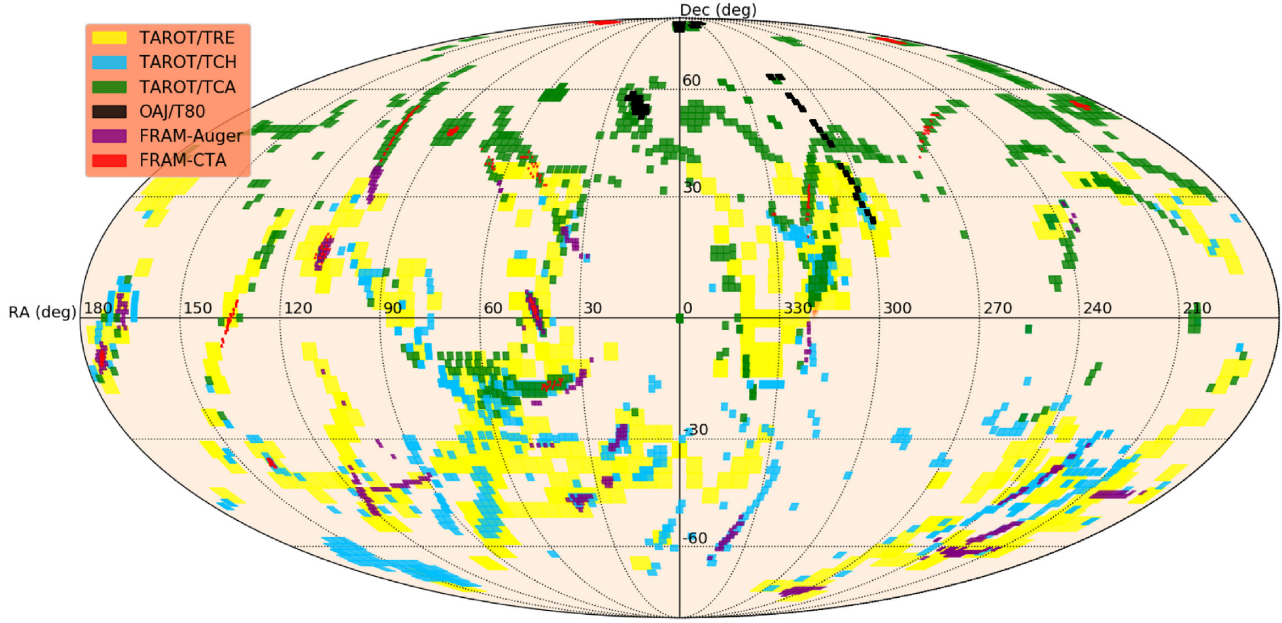 Dec (deg)
TAROT/TRE
TAROT/TCH
TAROT/TCA
OAJ/T80
FRAM-Auger
FRAM-CTA
60
30
RA (deg)
180 150 120 90 60 30 0 330 300 270 240 210
-30
-60